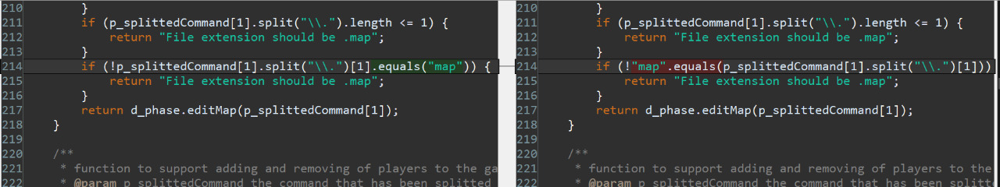 210 }
211 if (p_splittedCommand[1].split("\\.").length <= 1) {
212 return "File extension should be .map";
213 }
214 if (!p_splittedCommand[1].split("\\.")[1].equals("map")) {
215 return "File extension should be .map";
216 }
217 return d_phase.editMap(p_splittedCommand[1]);
218 }
219
220 /**
221 * function to support adding and removing of players to the ga
222 * @param p_splittedCommand the command that has been splitted
210 }
211 if (p_splittedCommand[1].split("\\.").length <= 1) {
212 return "File extension should be .map";
213 }
214 if (!"map".equals(p_splittedCommand[1].split("\\.")[1]))
215 return "File extension should be .map";
216 }
217 return d_phase.editMap(p_splittedCommand[1]);
218 }
219
220 /**
221 * function to support adding and removing of players to the
222 * @param p_splittedCommand the command that has been splitte